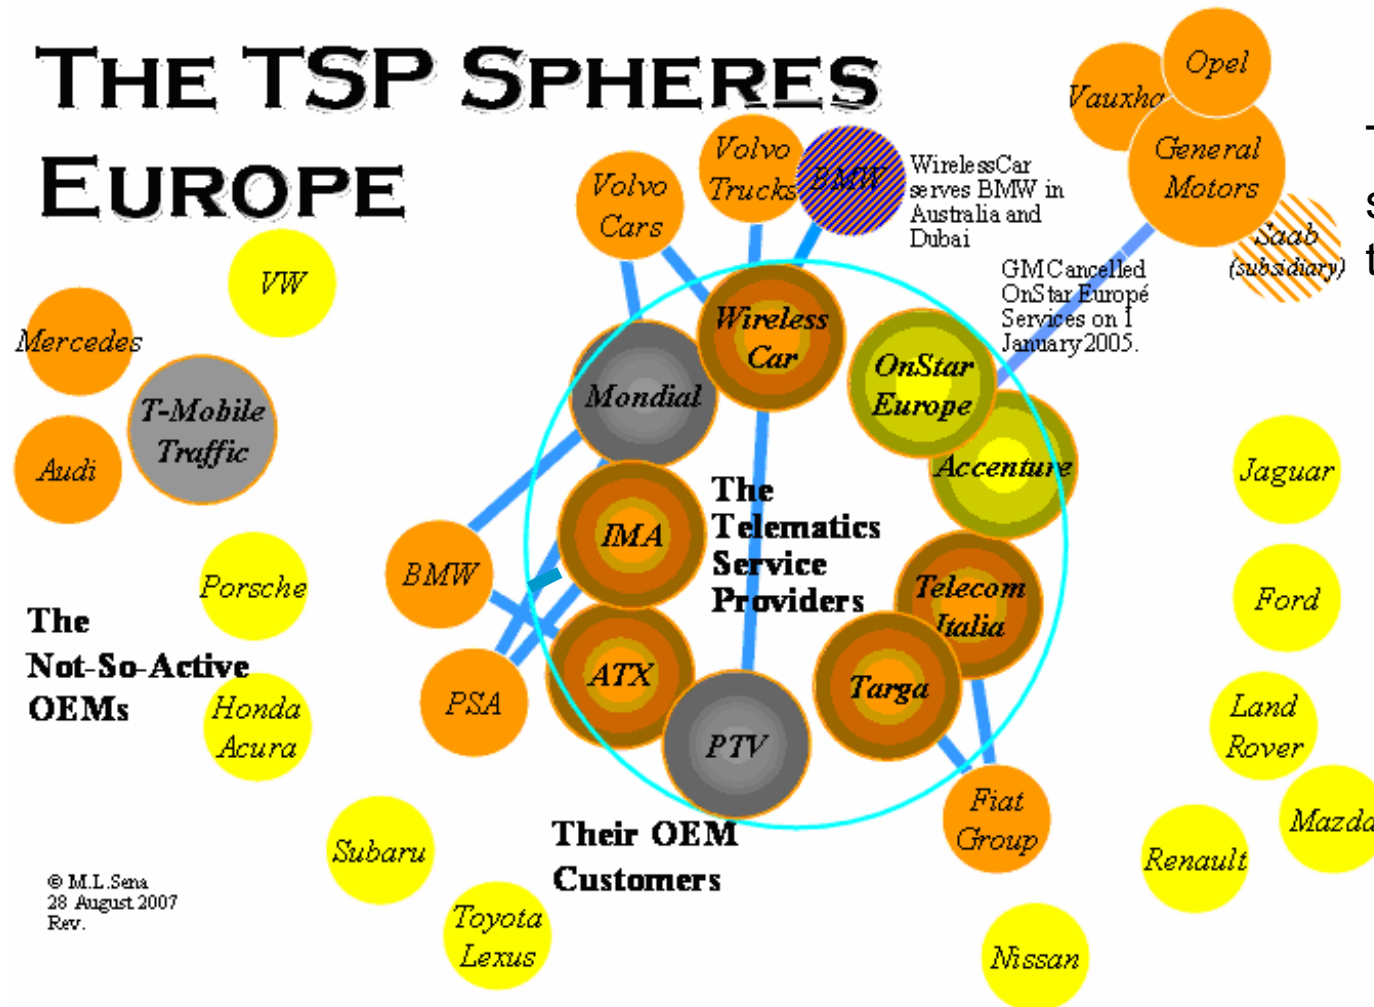 THE TSP SPHERES
EUROPE
Opel
Vauxha
General
Motors
Saab
(subsidiary)
T
s
t
Volvo
Trucks
BMW
WirelessCar
serves BMW in
Australia and
Dubai
Volvo
Cars
GM Cancelled
OnStar Europé
Services on 1
January 2005.
VW
Mercedes
T-Mobile
Traffic
Audi
Wireless
Car
Mondial
OnStar
Europe
Accenture
IMA
The
Telematics
Service
Providers
Telecom
Italia
ATX
Targa
PTV
BMW
PSA
Porsche
The
Not-So-Active
OEMs
Honda
Acura
Jaguar
Ford
Land
Rover
Mazda
Renault
Fiat
Group
Their OEM
Customers
Subaru
Toyota
Lexus
Nissan
© M.L.Sena
28 August 2007
Rev.